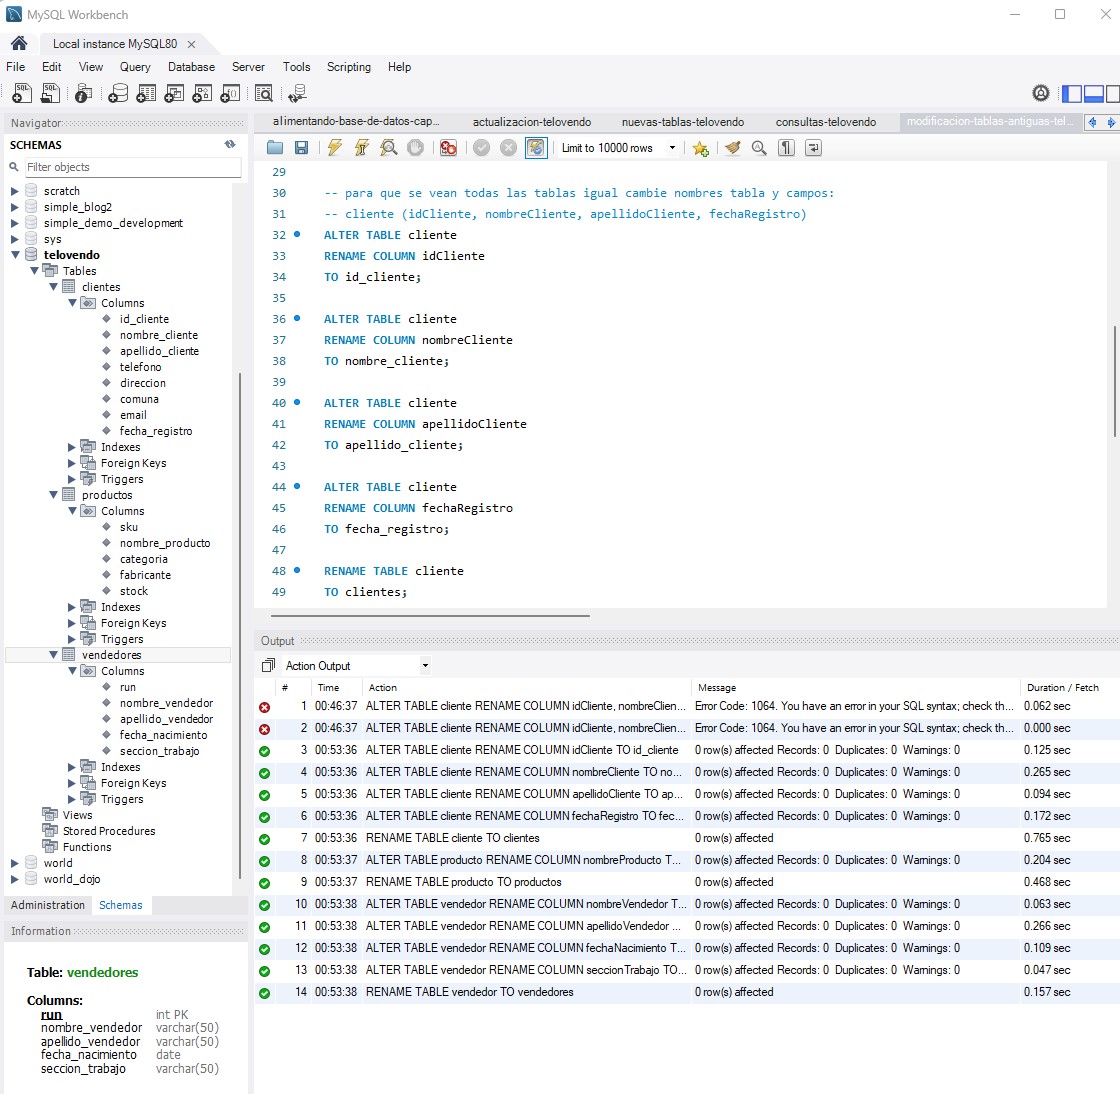 MySQL Workbench
Local instance MySQL80
File Edit View Query Database Server Tools Scripting Help
Navigator
SCHEMAS
Filter objects
scratch
simple_blog2
simple_demo_development
sys
telovendo
Tables
clientes
Columns
id_cliente
nombre_cliente
apellido_cliente
telefono
direccion
comuna
email
fecha_registro
Indexes
Foreign Keys
Triggers
productos
Columns
sku
nombre_producto
categoria
fabricante
stock
Indexes
Foreign Keys
Triggers
vendedores
Columns
run
nombre_vendedor
apellido_vendedor
fecha_nacimiento
seccion_trabajo
Indexes
Foreign Keys
Triggers
Views
Stored Procedures
Functions
world
world_dojo
Administration Schemas
Information
Table: vendedores
Columns:
run int PK
nombre_vendedor varchar(50)
apellido_vendedor varchar(50)
fecha_nacimiento date
seccion_trabajo varchar(50)
alimentando-base-de-datos-cap... actualizacion-telovendo nuevas-tablas-telovendo consultas-telovendo modificacion-tablas-antiguas-tel...
Limit to 10000 rows
29
30 -- para que se vean todas las tablas igual cambie nombres tabla y campos:
31 -- cliente (idCliente, nombreCliente, apellidoCliente, fechaRegistro)
32 ALTER TABLE cliente
33 RENAME COLUMN idCliente
34 TO id_cliente;
35
36 ALTER TABLE cliente
37 RENAME COLUMN nombreCliente
38 TO nombre_cliente;
39
40 ALTER TABLE cliente
41 RENAME COLUMN apellidoCliente
42 TO apellido_cliente;
43
44 ALTER TABLE cliente
45 RENAME COLUMN fechaRegistro
46 TO fecha_registro;
47
48 RENAME TABLE cliente
49 TO clientes;
Output
Action Output
# Time Action Message Duration / Fetch
1 00:46:37 ALTER TABLE cliente RENAME COLUMN idCliente, nombreClien... Error Code: 1064. You have an error in your SQL syntax; check th... 0.062 sec
2 00:46:37 ALTER TABLE cliente RENAME COLUMN idCliente, nombreClien... Error Code: 1064. You have an error in your SQL syntax; check th... 0.000 sec
3 00:53:36 ALTER TABLE cliente RENAME COLUMN idCliente TO id_cliente 0 row(s) affected Records: 0 Duplicates: 0 Warnings: 0 0.125 sec
4 00:53:36 ALTER TABLE cliente RENAME COLUMN nombreCliente TO no... 0 row(s) affected Records: 0 Duplicates: 0 Warnings: 0 0.265 sec
5 00:53:36 ALTER TABLE cliente RENAME COLUMN apellidoCliente TO ap... 0 row(s) affected Records: 0 Duplicates: 0 Warnings: 0 0.094 sec
6 00:53:36 ALTER TABLE cliente RENAME COLUMN fechaRegistro TO fec... 0 row(s) affected Records: 0 Duplicates: 0 Warnings: 0 0.172 sec
7 00:53:36 RENAME TABLE cliente TO clientes 0 row(s) affected 0.765 sec
8 00:53:37 ALTER TABLE producto RENAME COLUMN nombreProducto T... 0 row(s) affected Records: 0 Duplicates: 0 Warnings: 0 0.204 sec
9 00:53:37 RENAME TABLE producto TO productos 0 row(s) affected 0.468 sec
10 00:53:38 ALTER TABLE vendedor RENAME COLUMN nombreVendedor T... 0 row(s) affected Records: 0 Duplicates: 0 Warnings: 0 0.063 sec
11 00:53:38 ALTER TABLE vendedor RENAME COLUMN apellidoVendedor ... 0 row(s) affected Records: 0 Duplicates: 0 Warnings: 0 0.266 sec
12 00:53:38 ALTER TABLE vendedor RENAME COLUMN fechaNacimiento T... 0 row(s) affected Records: 0 Duplicates: 0 Warnings: 0 0.109 sec
13 00:53:38 ALTER TABLE vendedor RENAME COLUMN seccionTrabajo TO... 0 row(s) affected Records: 0 Duplicates: 0 Warnings: 0 0.047 sec
14 00:53:38 RENAME TABLE vendedor TO vendedores 0 row(s) affected 0.157 sec